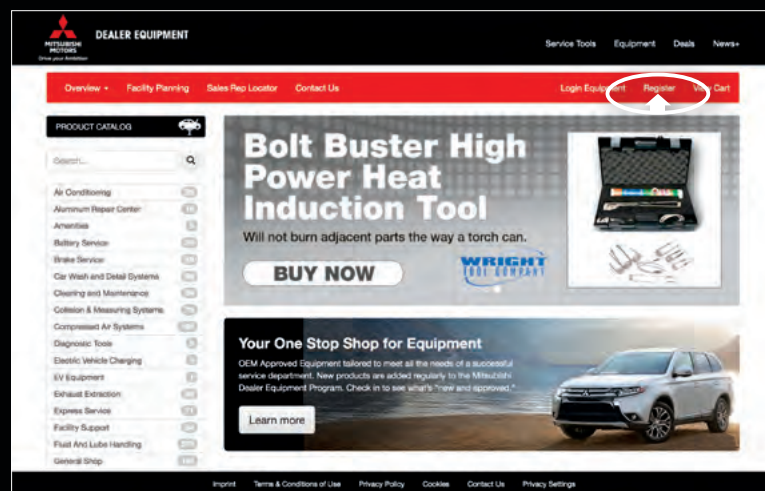 MITSUBISHI
MOTORS
Drive your Ambition
DEALER EQUIPMENT
Service Tools Equipment Deals News+
Overview Facility Planning Sales Rep Locator Contact Us Login Equipment Register View Cart
PRODUCT CATALOG
Search...
Air Conditioning
Aluminum Repair Center
Amenities
Battery Service
Brake Service
Car Wash and Detail Systems
Cleaning and Maintenance
Collision & Measuring Systems
Compressed Air Systems
Diagnostic Tools
Electric Vehicle Charging
EV Equipment
Exhaust Extraction
Express Service
Facility Support
Fluid And Lube Handling
General Shop
Bolt Buster High
Power Heat
Induction Tool
Will not burn adjacent parts the way a torch can.
BUY NOW
WRIGHT
TOOL COMPANY
Your One Stop Shop for Equipment
OEM Approved Equipment tailored to meet all the needs of a successful
service department. New products are added regularly to the Mitsubishi
Dealer Equipment Program. Check in to see what's "new and approved."
Learn more
Imprint Terms & Conditions of Use Privacy Policy Cookies Contact Us Privacy Settings